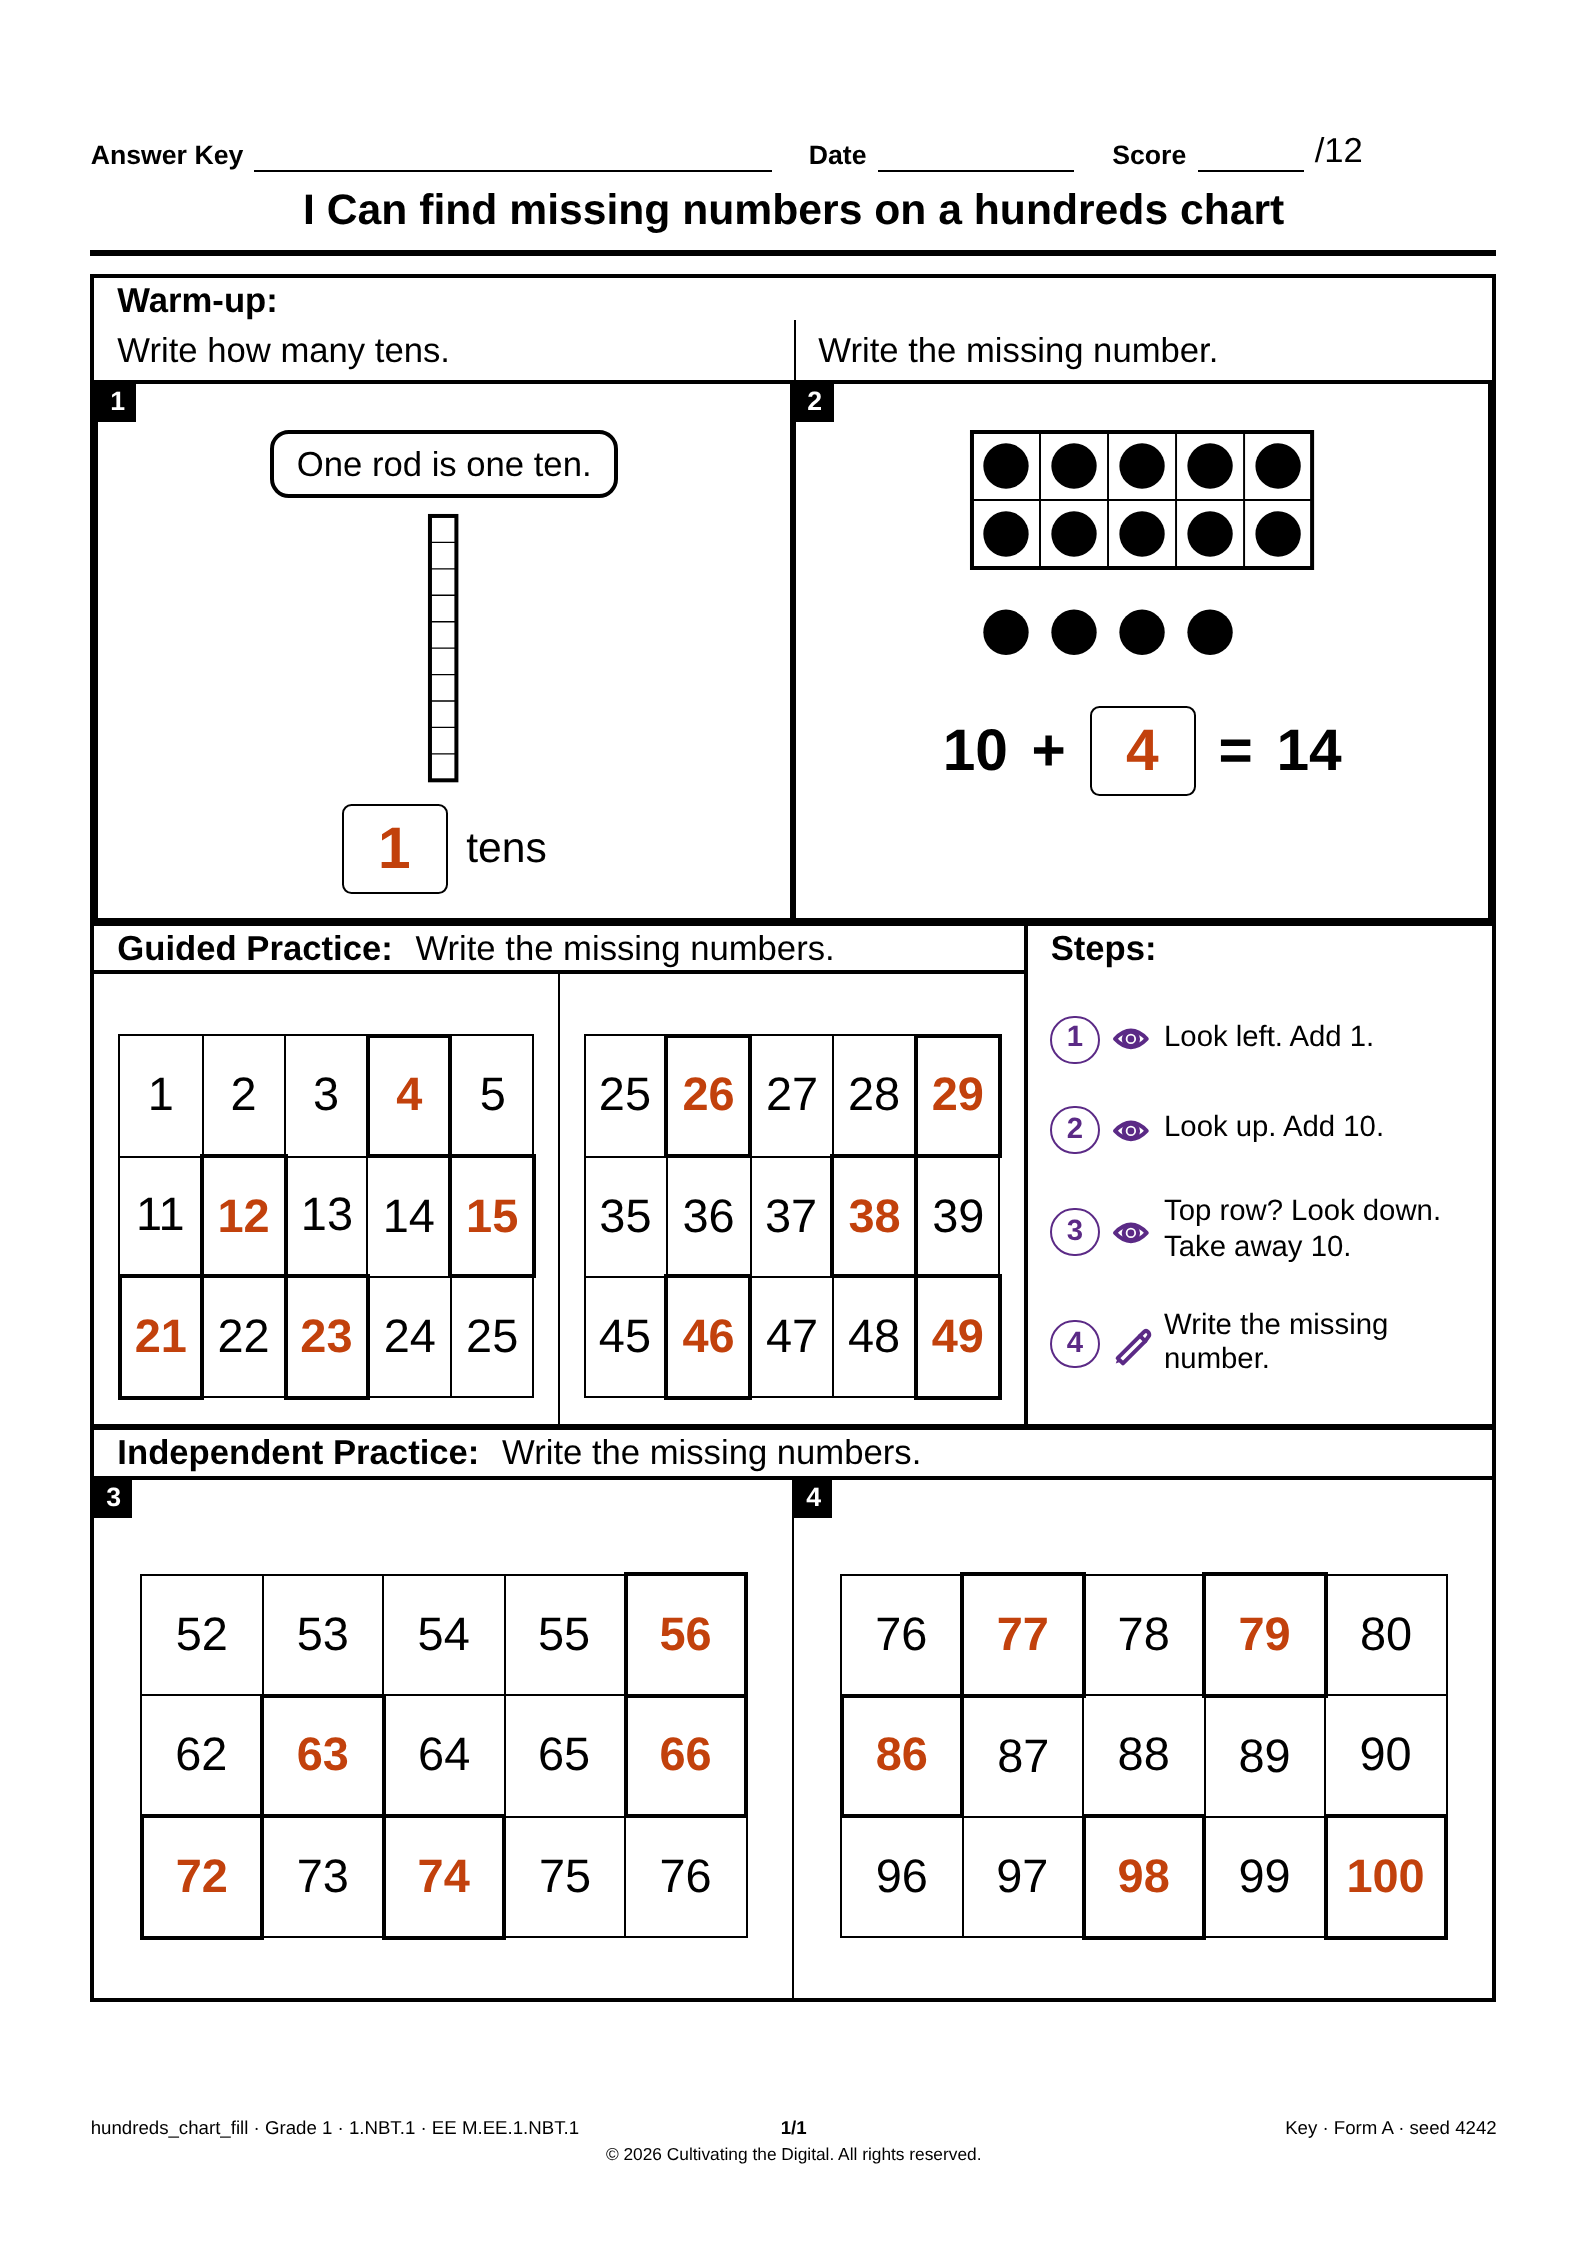 Answer Key Date Score /12
I Can find missing numbers on a hundreds chart
Warm-up:
Write how many tens.
Write the missing number.
1
One rod is one ten.
1 tens
2
10 + 4 = 14
Guided Practice: Write the missing numbers.
1 2 3 4 5
11 12 13 14 15
21 22 23 24 25
25 26 27 28 29
35 36 37 38 39
45 46 47 48 49
Steps:
1 Look left. Add 1.
2 Look up. Add 10.
3 Top row? Look down.
Take away 10.
4 Write the missing
number.
Independent Practice: Write the missing numbers.
3
52 53 54 55 56
62 63 64 65 66
72 73 74 75 76
4
76 77 78 79 80
86 87 88 89 90
96 97 98 99 100
hundreds_chart_fill · Grade 1 · 1.NBT.1 · EE M.EE.1.NBT.1 1/1 Key · Form A · seed 4242
© 2026 Cultivating the Digital. All rights reserved.